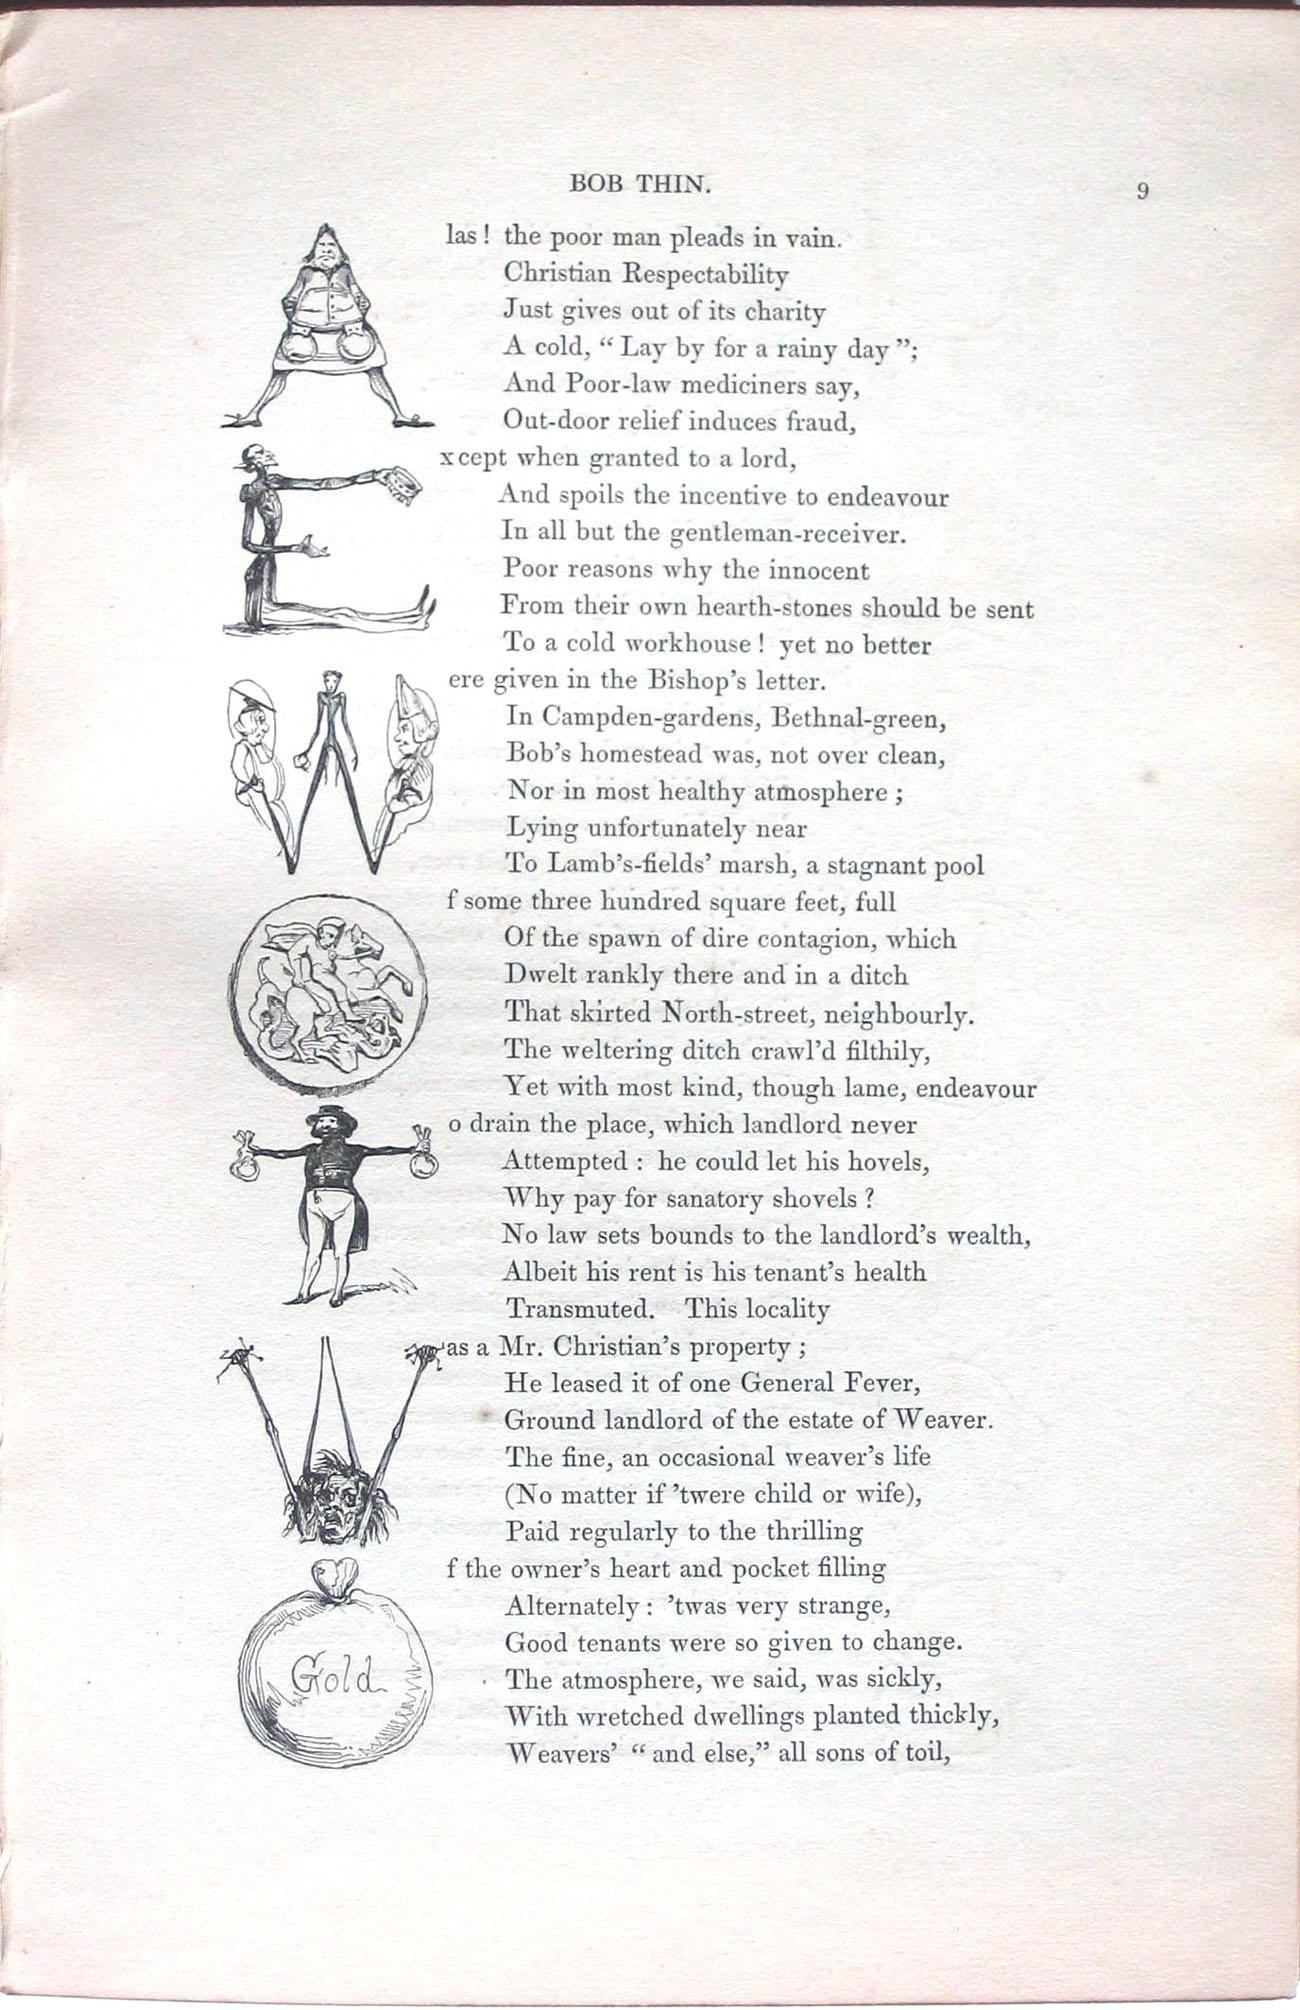 BOB THIN.
9
Alas! the poor man pleads in vain.
Christian Respectability
Just gives out of its charity
A cold, “ Lay by for a rainy day ”;
And Poor-law mediciners say,
Out-door relief induces fraud,
Except when granted to a lord,
And spoils the incentive to endeavour
In all but the gentleman-receiver.
Poor reasons why the innocent
From their own hearth-stones should be sent
To a cold workhouse! yet no better
Were given in the Bishop’s letter.
In Campden-gardens, Bethnal-green,
Bob’s homestead was, not over clean,
Nor in most healthy atmosphere;
Lying unfortunately near
To Lamb’s-fields’ marsh, a stagnant pool
Of some three hundred square feet, full
Of the spawn of dire contagion, which
Dwelt rankly there and in a ditch
That skirted North-street, neighbourly.
The weltering ditch crawl’d filthily,
Yet with most kind, though lame, endeavour
To drain the place, which landlord never
Attempted: he could let his hovels,
Why pay for sanatory shovels?
No law sets bounds to the landlord’s wealth,
Albeit his rent is his tenant’s health
Transmuted. This locality
Was a Mr. Christian’s property;
He leased it of one General Fever,
Ground landlord of the estate of Weaver.
The fine, an occasional weaver’s life
(No matter if ’twere child or wife),
Paid regularly to the thrilling
Of the owner’s heart and pocket filling
Alternately: ’twas very strange,
Good tenants were so given to change.
Gold
The atmosphere, we said, was sickly,
With wretched dwellings planted thickly,
Weavers’ “ and else,” all sons of toil,